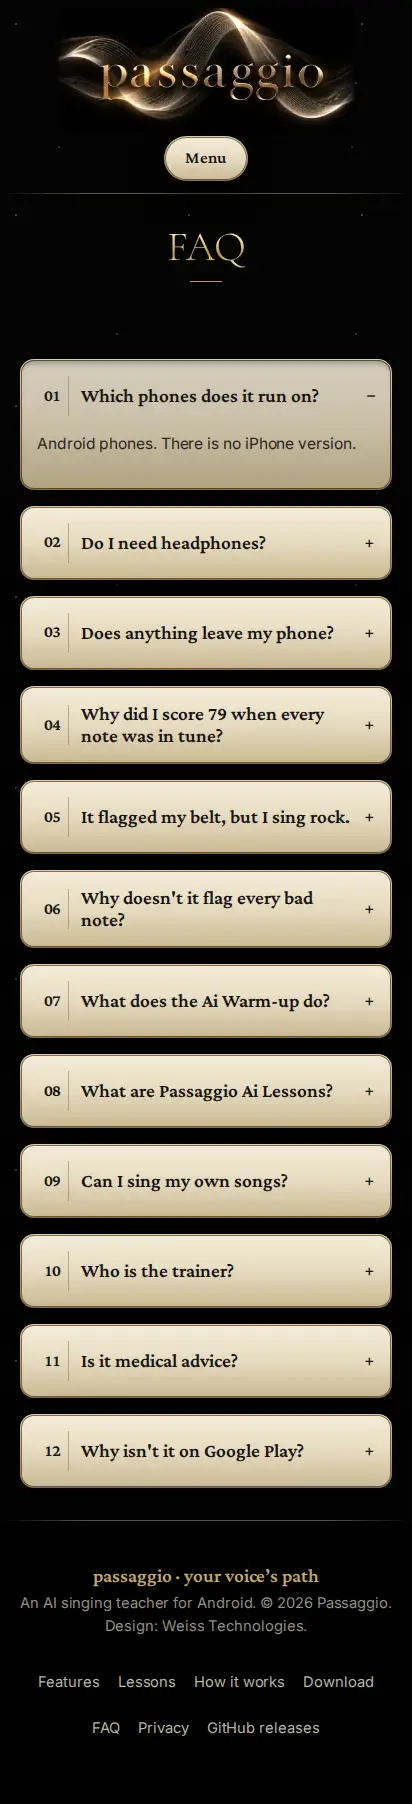 passaggio
Menu
FAQ
01 Which phones does it run on? −
Android phones. There is no iPhone version.
02 Do I need headphones? +
03 Does anything leave my phone? +
04 Why did I score 79 when every
note was in tune? +
05 It flagged my belt, but I sing rock. +
06 Why doesn't it flag every bad
note? +
07 What does the Ai Warm-up do? +
08 What are Passaggio Ai Lessons? +
09 Can I sing my own songs? +
10 Who is the trainer? +
11 Is it medical advice? +
12 Why isn't it on Google Play? +
passaggio · your voice’s path
An AI singing teacher for Android. © 2026 Passaggio.
Design: Weiss Technologies.
Features Lessons How it works Download
FAQ Privacy GitHub releases